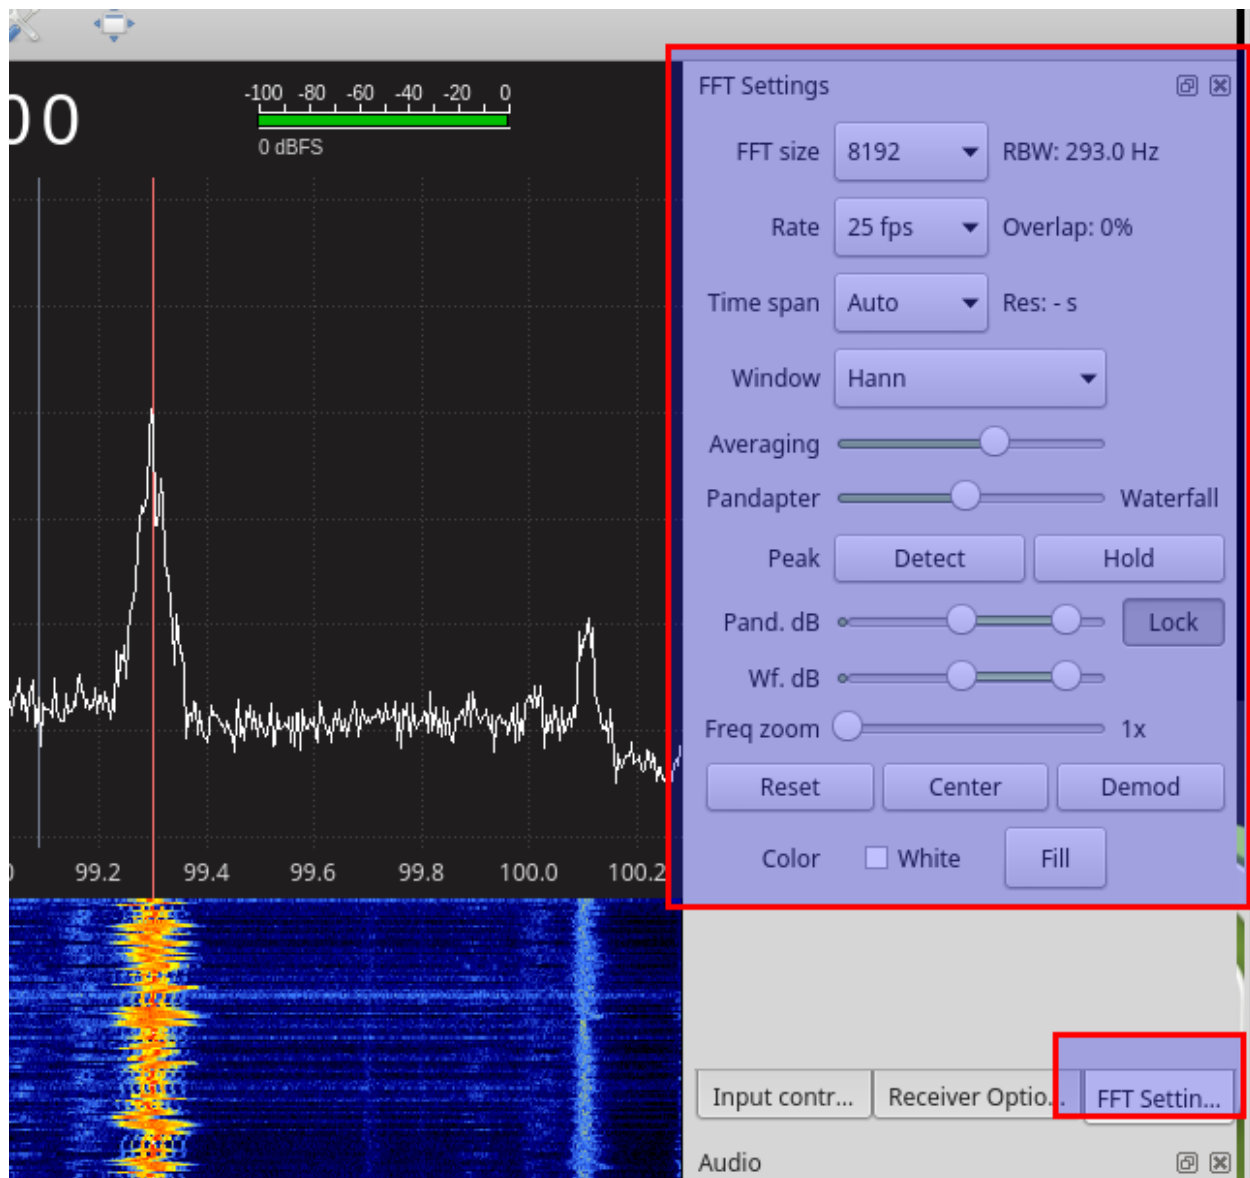 00
-100 -80 -60 -40 -20 0
0 dBFS
99.2 99.4 99.6 99.8 100.0 100.2
FFT Settings
FFT size 8192 RBW: 293.0 Hz
Rate 25 fps Overlap: 0%
Time span Auto Res: - s
Window Hann
Averaging
Pandapter Waterfall
Peak Detect Hold
Pand. dB Lock
Wf. dB
Freq zoom 1x
Reset Center Demod
Color White Fill
Input contr... Receiver Optio... FFT Settin...
Audio